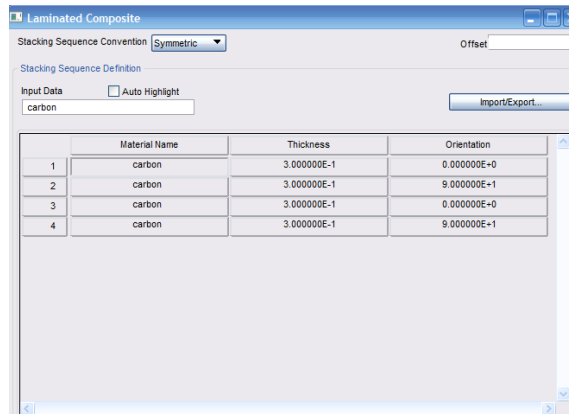 Laminated Composite
Stacking Sequence Convention Symmetric Offset
Stacking Sequence Definition
Input Data Auto Highlight
carbon Import/Export...
Material Name Thickness Orientation
1 carbon 3.000000E-1 0.000000E+0
2 carbon 3.000000E-1 9.000000E+1
3 carbon 3.000000E-1 0.000000E+0
4 carbon 3.000000E-1 9.000000E+1